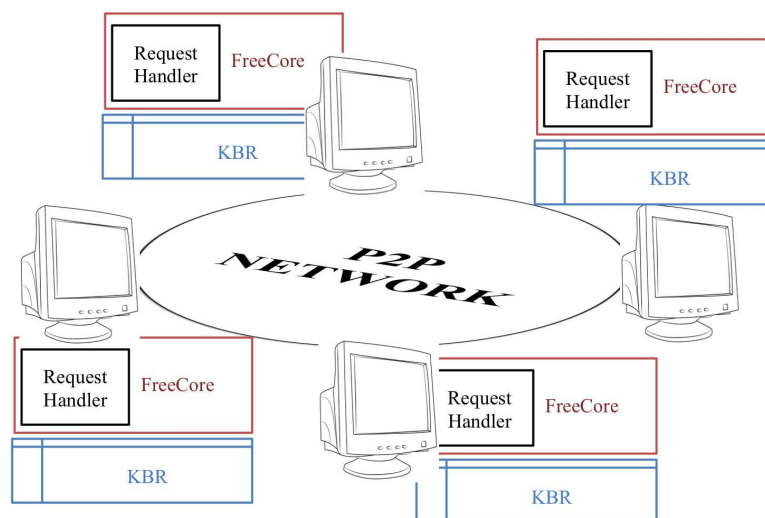 Request
Handler
FreeCore
KBR
Request
Handler
FreeCore
KBR
P2P
NETWORK
Request
Handler
FreeCore
KBR
Request
Handler
FreeCore
KBR